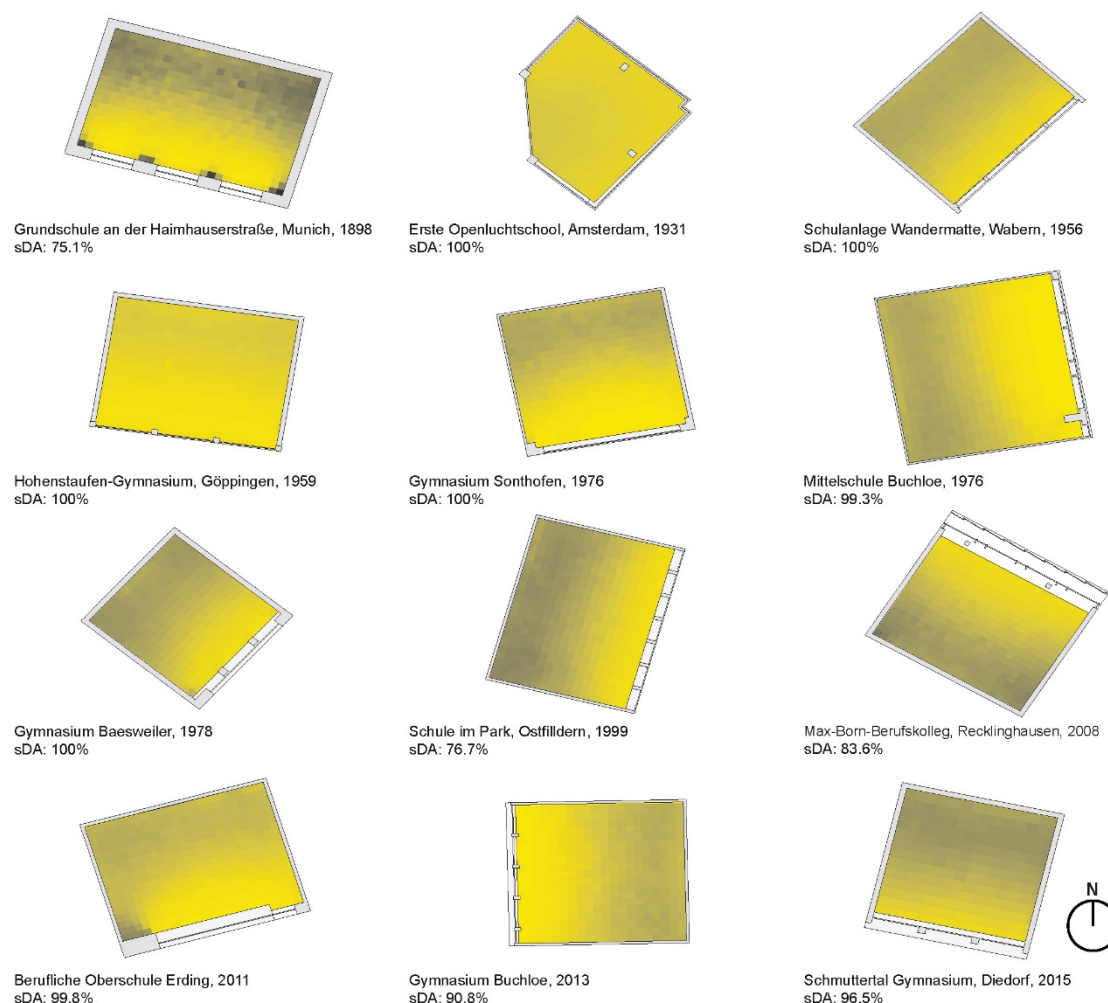 Grundschule an der Haimhauserstraße, Munich, 1898
sDA: 75.1%
Erste Openluchtschool, Amsterdam, 1931
sDA: 100%
Schulanlage Wandermatte, Wabern, 1956
sDA: 100%
Hohenstaufen-Gymnasium, Göppingen, 1959
sDA: 100%
Gymnasium Sonthofen, 1976
sDA: 100%
Mittelschule Buchloe, 1976
sDA: 99.3%
Gymnasium Baesweiler, 1978
sDA: 100%
Schule im Park, Ostfilldern, 1999
sDA: 76.7%
Max-Born-Berufskolleg, Recklinghausen, 2008
sDA: 83.6%
Berufliche Oberschule Erding, 2011
sDA: 99.8%
Gymnasium Buchloe, 2013
sDA: 90.8%
N
Schmuttertal Gymnasium, Diedorf, 2015
sDA: 96.5%